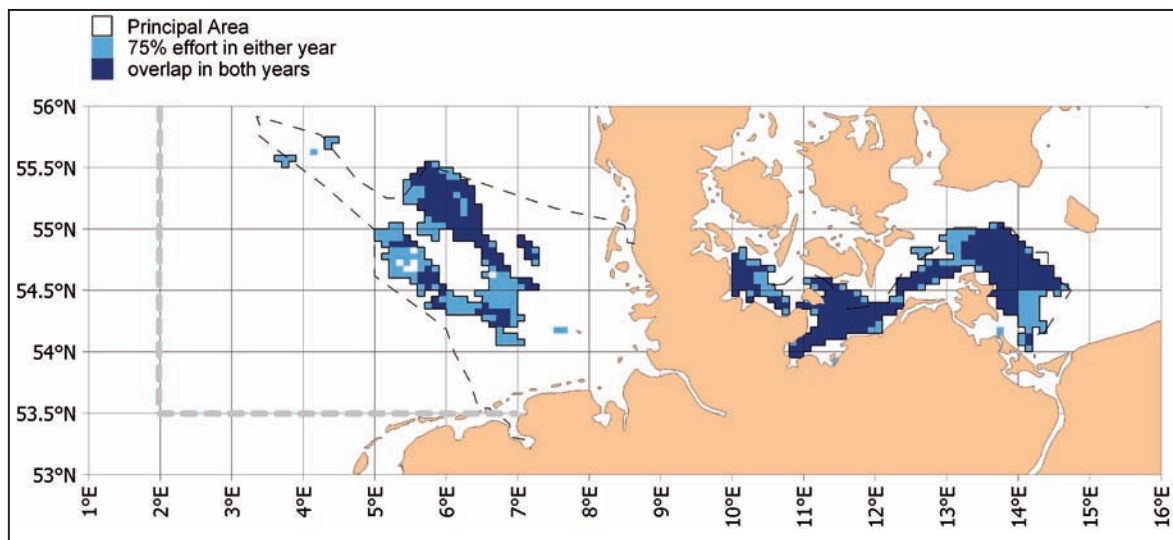 Principal Area
75% effort in either year
overlap in both years
56°N
55.5°N
55°N
54.5°N
54°N
53.5°N
53°N
1°E
2°E
3°E
5°E
6°E
7°E
8°E
9°E
10°E
11°E
12°E
13°E
14°E
15°E
16°E